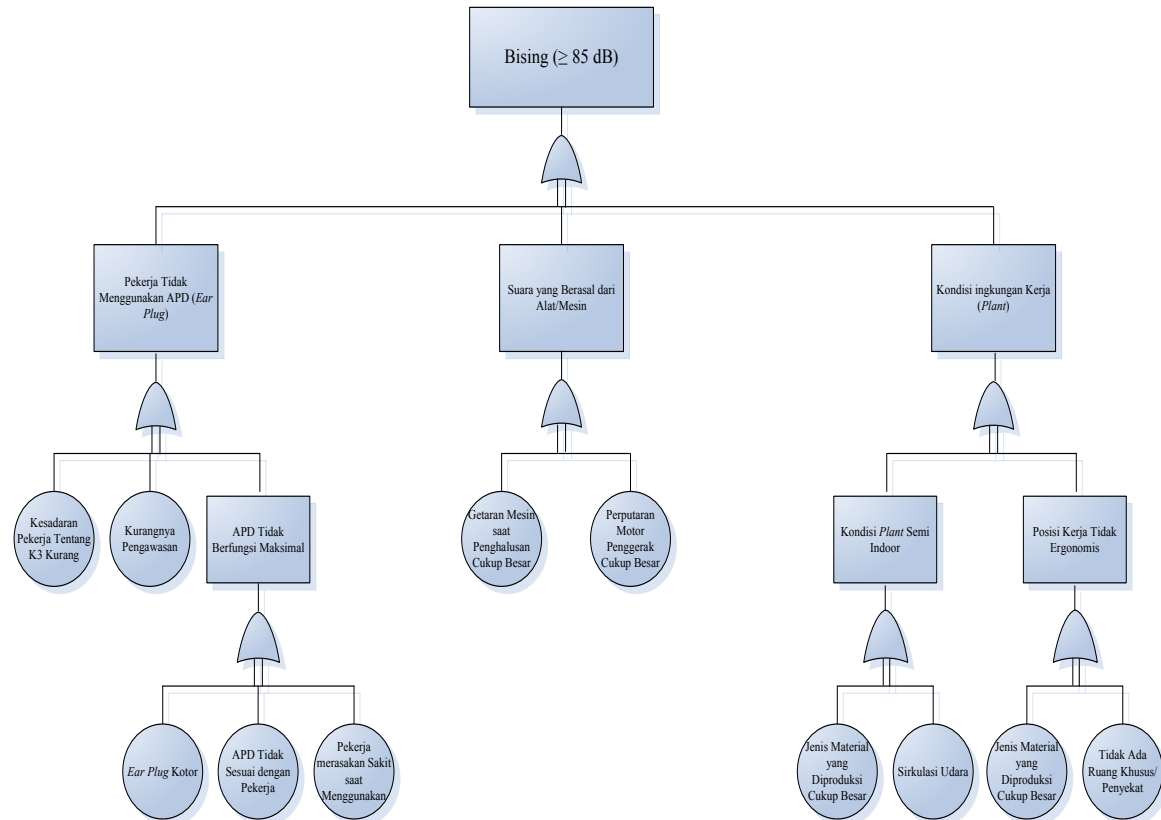 Bising (≥ 85 dB)
Pekerja Tidak
Menggunakan APD (Ear
Plug)
Suara yang Berasal dari
Alat/Mesin
Kondisi ingkungan Kerja
(Plant)
Kesadaran
Pekerja Tentang
K3 Kurang
Kurangnya
Pengawasan
APD Tidak
Berfungsi Maksimal
Getaran Mesin
saat
Penghalusan
Cukup Besar
Perputaran
Motor
Penggerak
Cukup Besar
Kondisi Plant Semi
Indoor
Posisi Kerja Tidak
Ergonomis
Ear Plug Kotor
APD Tidak
Sesuai dengan
Pekerja
Pekerja
merasakan Sakit
saat
Menggunakan
Jenis Material
yang
Diproduksi
Cukup Besar
Sirkulasi Udara
Jenis Material
yang
Diproduksi
Cukup Besar
Tidak Ada
Ruang Khusus/
Penyekat